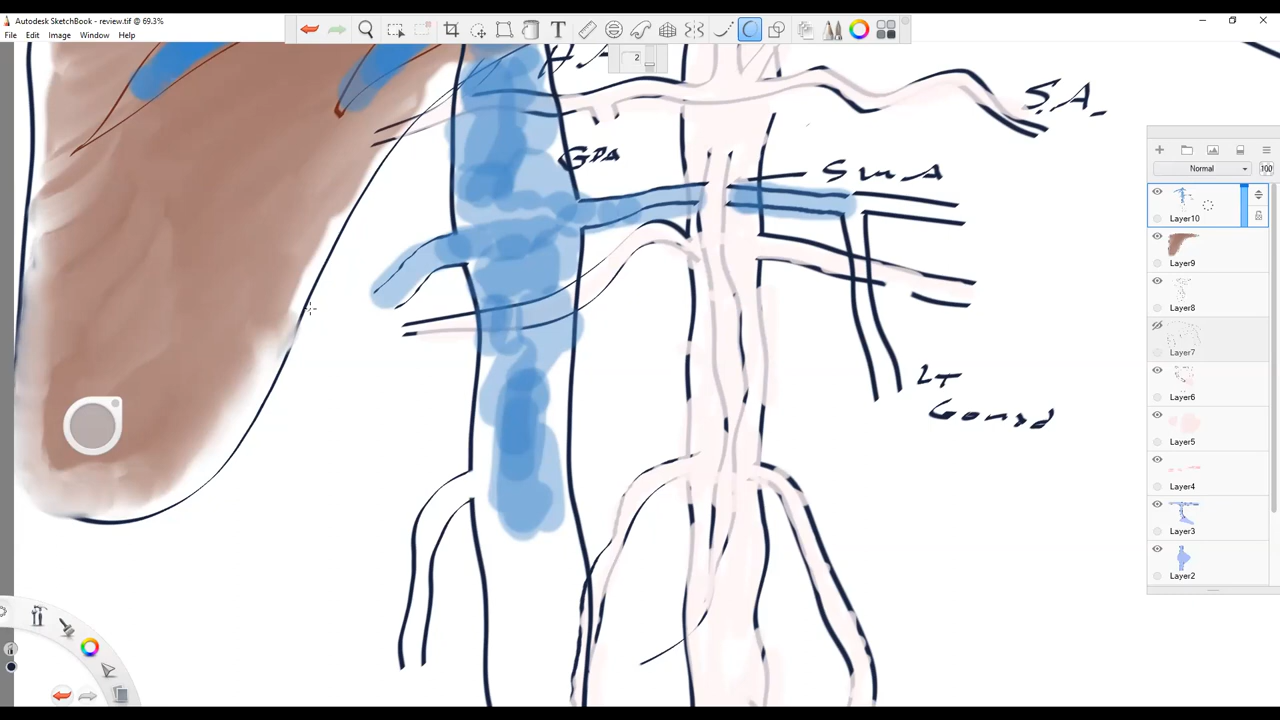 Autodesk SketchBook - review.tif @ 69.3%
File Edit Image Window Help
T
2
S.A.
GDA
SMA
LT
Gonad
Normal
100
Layer10
Layer9
Layer8
Layer7
Layer6
Layer5
Layer4
Layer3
Layer2